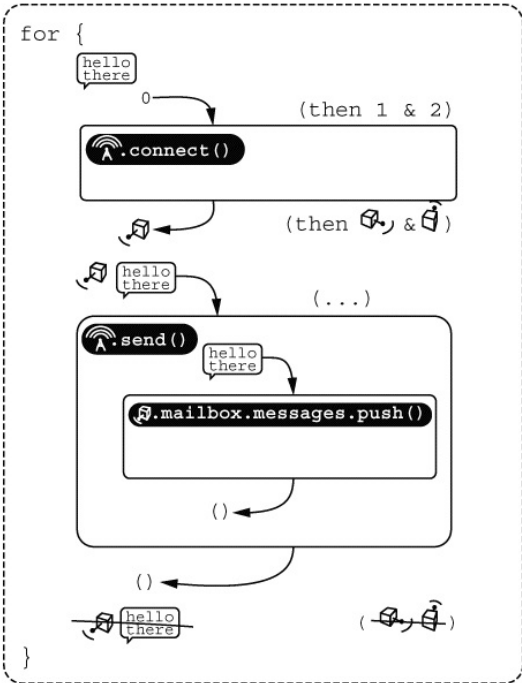 for {
hello
there
0
(then 1 & 2)
.connect()
(then & )
hello
there
(...)
.send()
hello
there
.mailbox.messages.push()
()
()
hello
there
( )
}